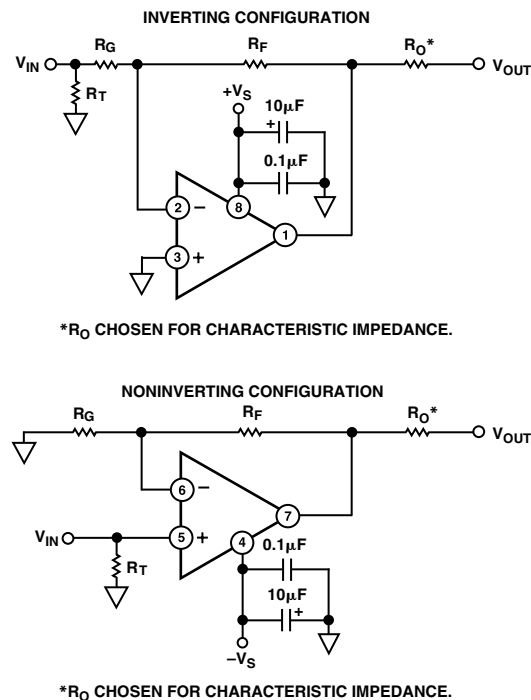 INVERTING CONFIGURATION
RG
RF
RO*
VIN
VOUT
RT
+VS
10µF
+
0.1µF
2
–
8
1
3
+
*RO CHOSEN FOR CHARACTERISTIC IMPEDANCE.
NONINVERTING CONFIGURATION
RG
RF
RO*
VOUT
6
–
7
VIN
5
+
4
0.1µF
RT
10µF
+
–VS
*RO CHOSEN FOR CHARACTERISTIC IMPEDANCE.